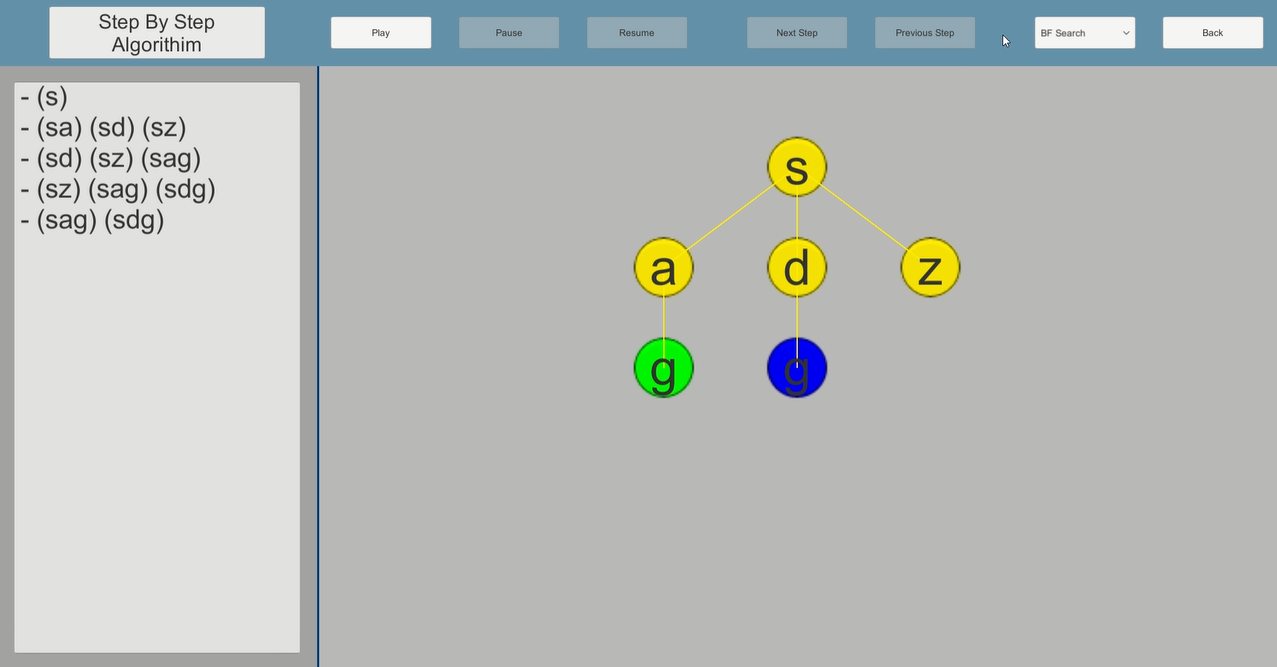 Step By Step
Algorithim
Play
Pause
Resume
Next Step
Previous Step
BF Search
Back
- (s)
- (sa) (sd) (sz)
- (sd) (sz) (sag)
- (sz) (sag) (sdg)
- (sag) (sdg)
s
a d z
g g